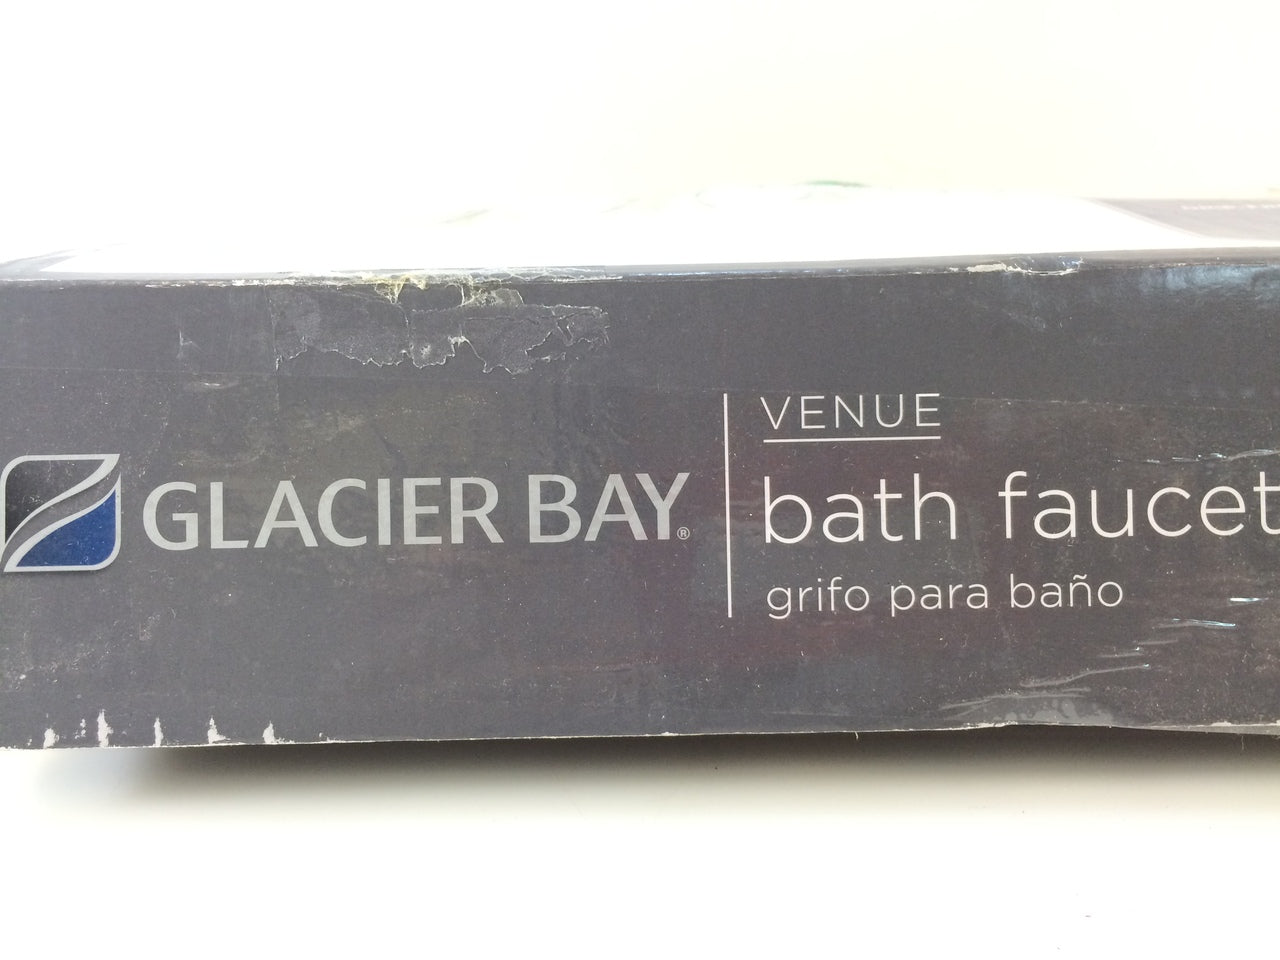 GLACIER BAY®
VENUE
bath faucet
grifo para baño